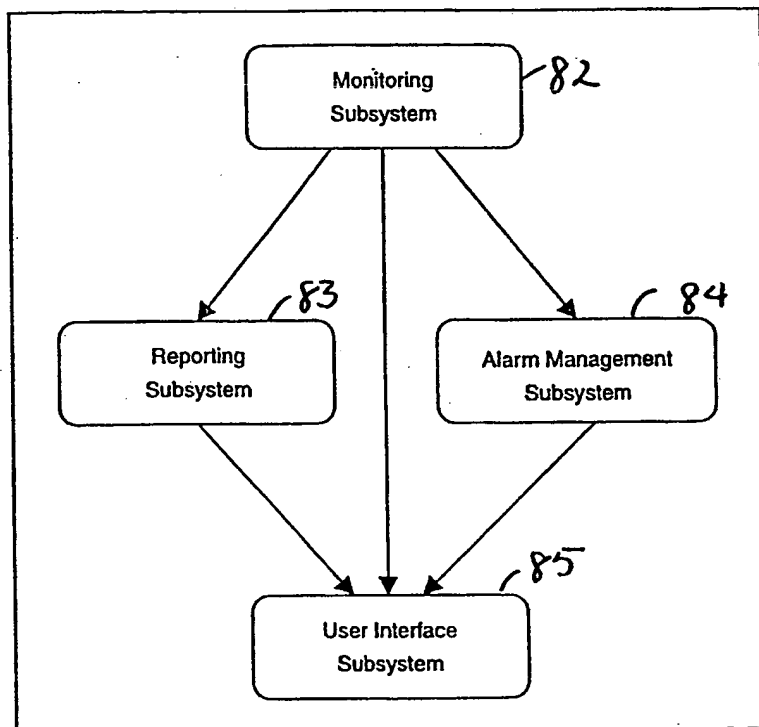 Monitoring
Subsystem
82
83
84
Reporting
Subsystem
Alarm Management
Subsystem
85
User Interface
Subsystem